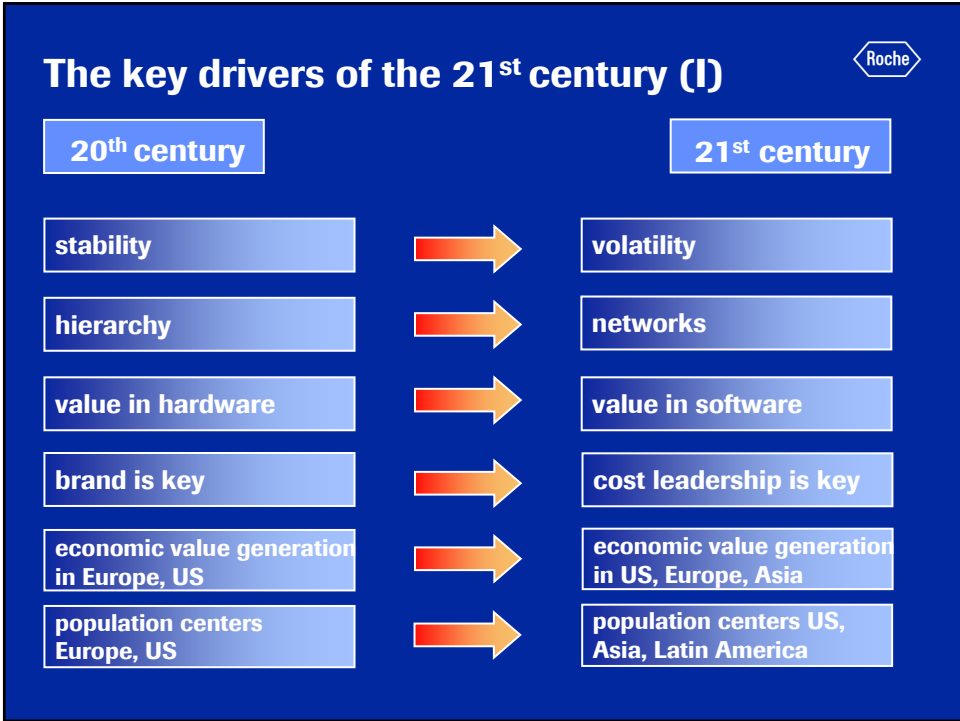 The key drivers of the 21st century (I)
Roche
20th century
21st century
stability
volatility
hierarchy
networks
value in hardware
value in software
brand is key
cost leadership is key
economic value generation
in Europe, US
economic value generation
in US, Europe, Asia
population centers
Europe, US
population centers US,
Asia, Latin America